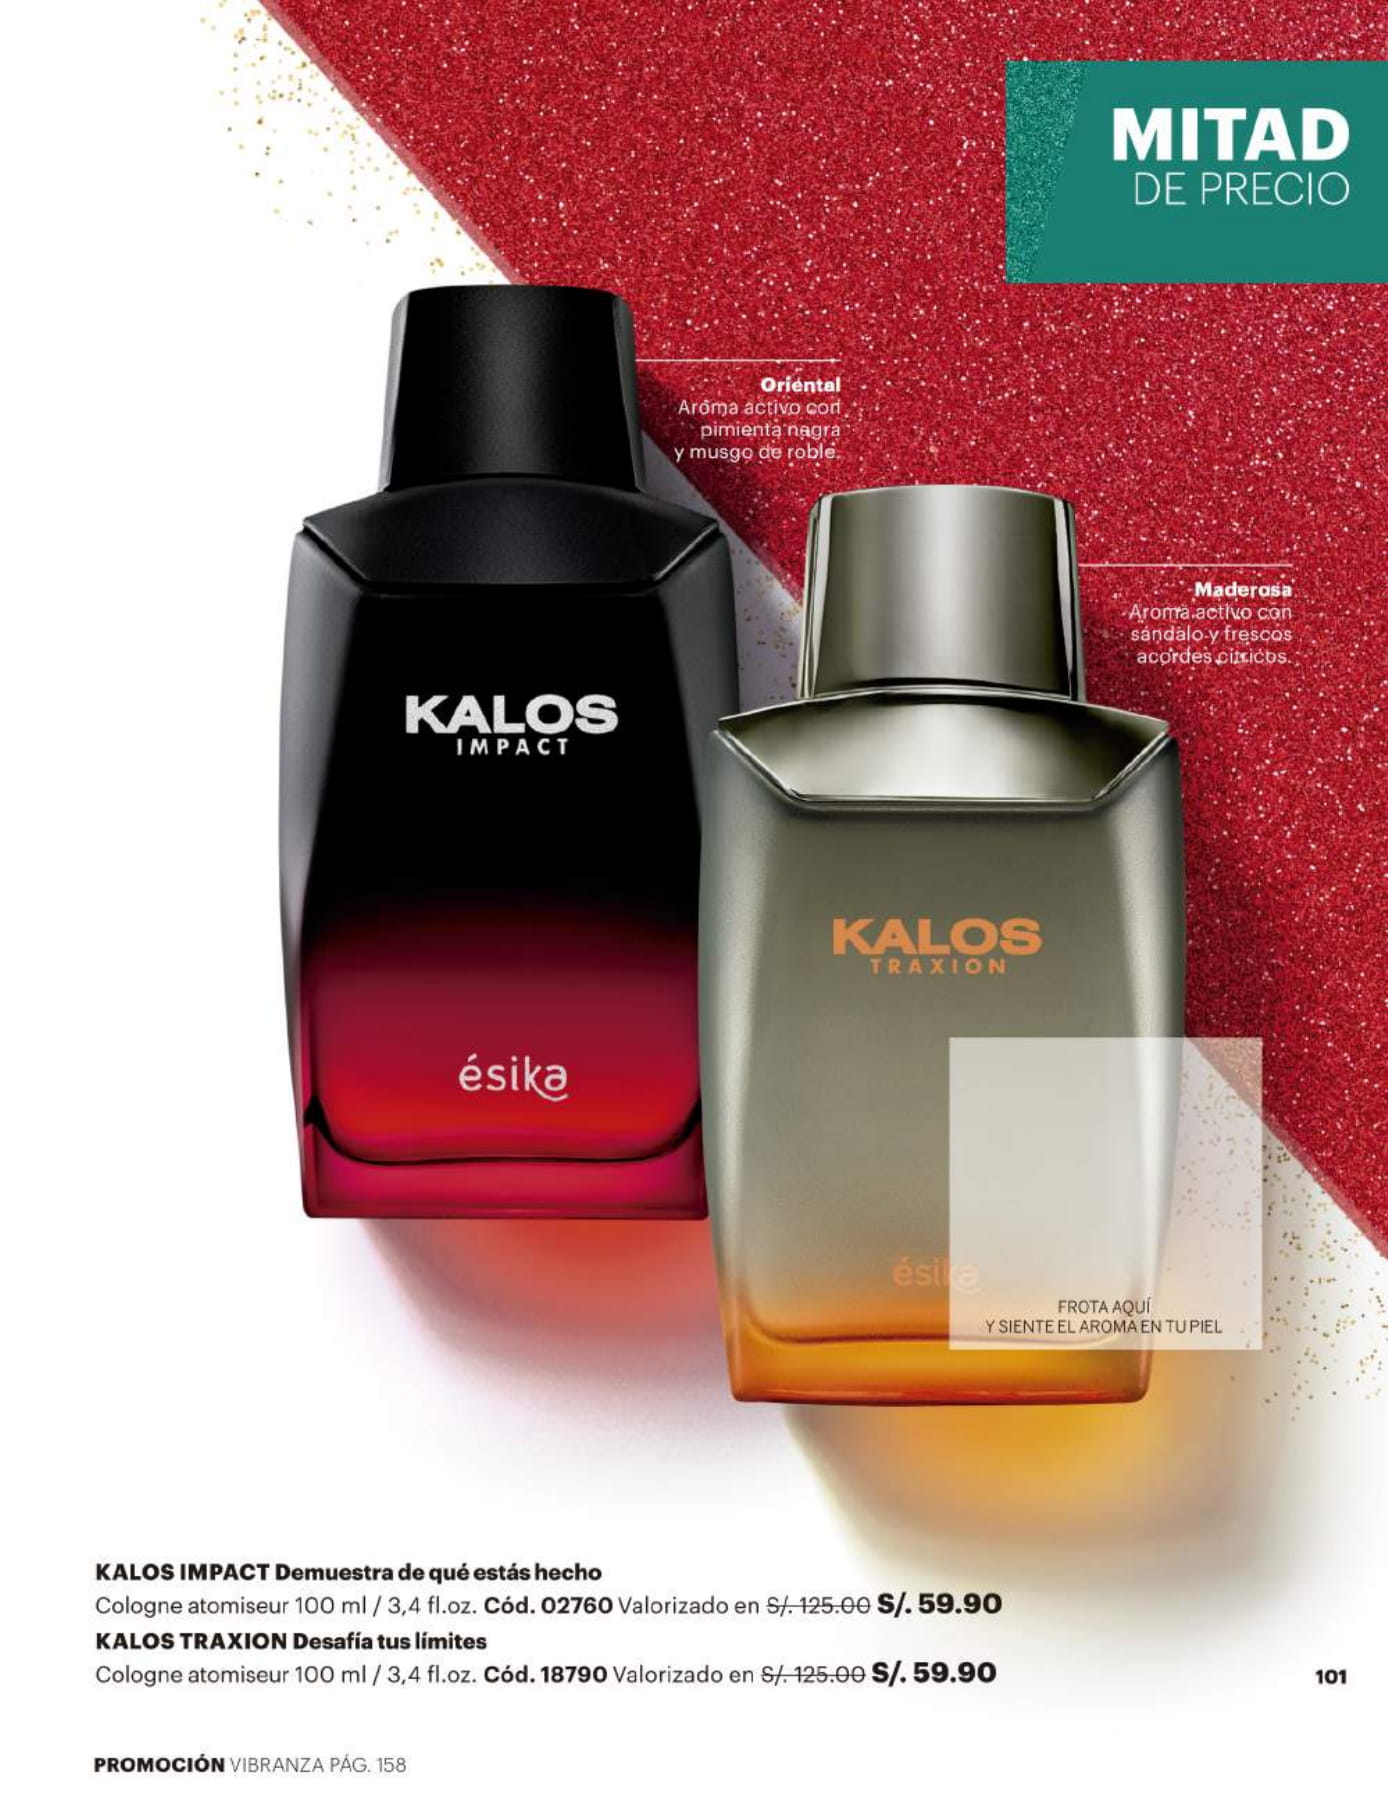 MITAD
DE PRECIO
Oriental
Aroma activo con
pimienta negra
y musgo de roble.
Maderosa
Aroma activo con
sándalo y frescos
acordes cítricos.
KALOS
IMPACT
ésika
KALOS
TRAXION
ésika
FROTA AQUÍ
Y SIENTE EL AROMA EN TU PIEL
KALOS IMPACT Demuestra de qué estás hecho
Cologne atomiseur 100 ml / 3,4 fl.oz. Cód. 02760 Valorizado en S/. 125.00 S/. 59.90
KALOS TRAXION Desafía tus límites
Cologne atomiseur 100 ml / 3,4 fl.oz. Cód. 18790 Valorizado en S/. 125.00 S/. 59.90
101
PROMOCIÓN VIBRANZA PÁG. 158